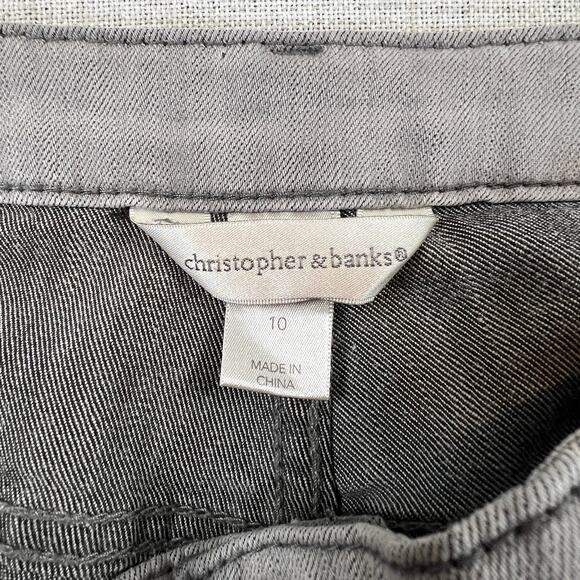 christopher & banks®
10
MADE IN
CHINA